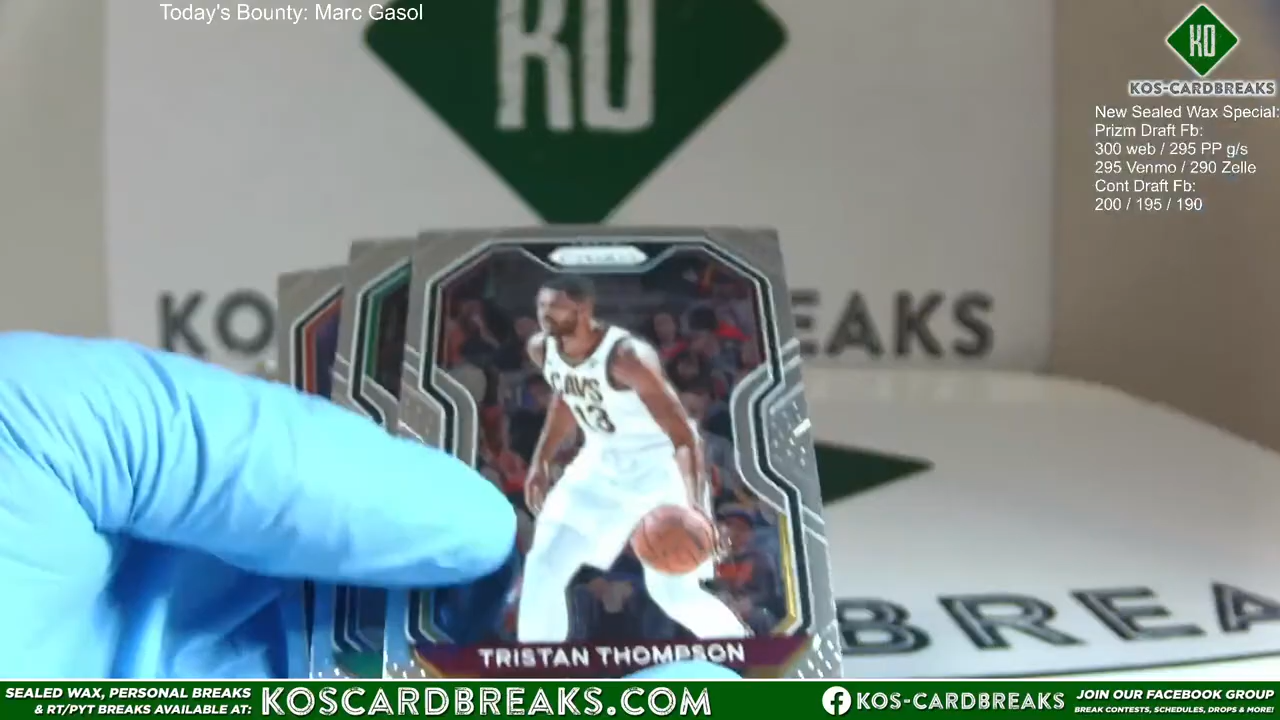 Today's Bounty: Marc Gasol
KO
KO
KOS-CARDBREAKS
New Sealed Wax Special:
Prizm Draft Fb:
300 web / 295 PP g/s
295 Venmo / 290 Zelle
Cont Draft Fb:
200 / 195 / 190
KO
EAKS
CAVS
13
BREA
TRISTAN THOMPSON
SEALED WAX, PERSONAL BREAKS
& RT/PYT BREAKS AVAILABLE AT:
KOSCARDBREAKS.COM
KOS-CARDBREAKS
JOIN OUR FACEBOOK GROUP
BREAK CONTESTS, SCHEDULES, DROPS & MORE!